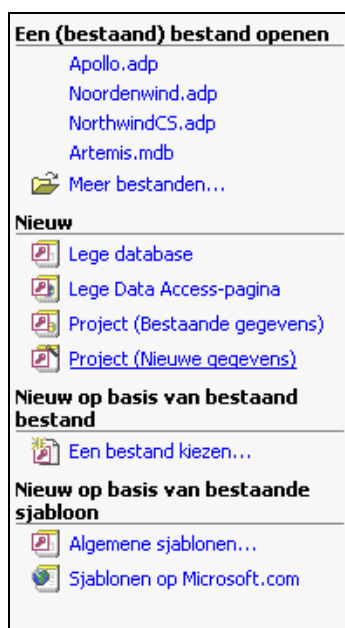 Een (bestaand) bestand openen
Apollo.adp
Noordenwind.adp
NorthwindCS.adp
Artemis.mdb
Meer bestanden...
Nieuw
Lege database
Lege Data Access-pagina
Project (Bestaande gegevens)
Project (Nieuwe gegevens)
Nieuw op basis van bestaand
bestand
Een bestand kiezen...
Nieuw op basis van bestaande
sjabloon
Algemene sjablonen...
Sjablonen op Microsoft.com